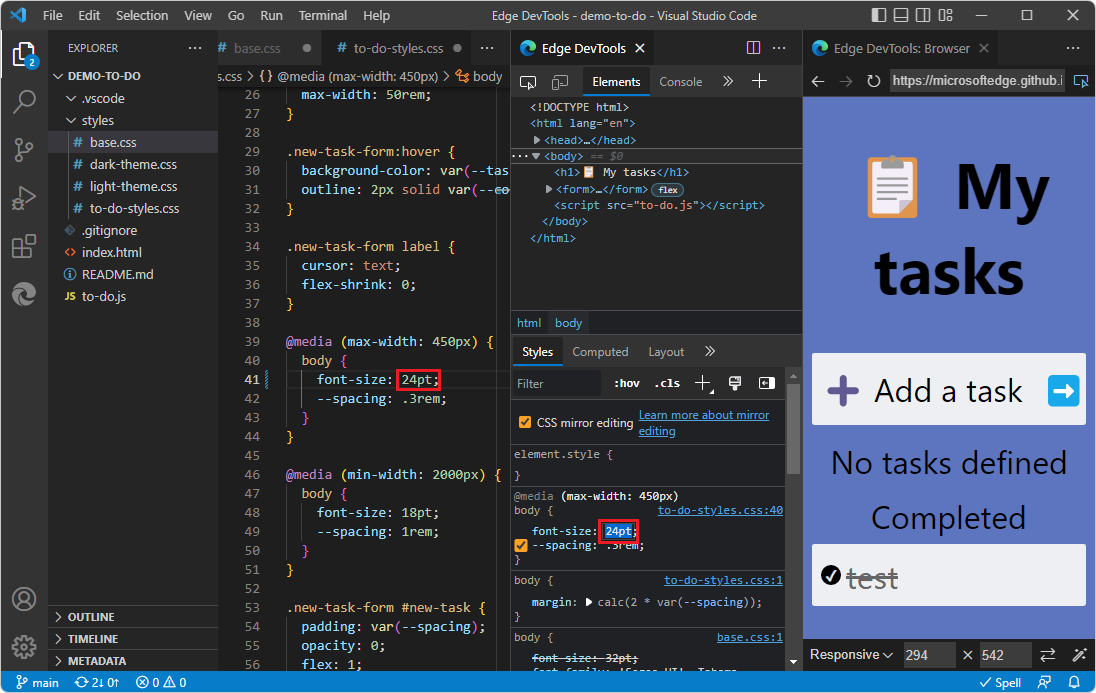 File Edit Selection View Go Run Terminal Help
Edge DevTools - demo-to-do - Visual Studio Code
2
EXPLORER
DEMO-TO-DO
.vscode
styles
# base.css
# dark-theme.css
# light-theme.css
# to-do-styles.css
.gitignore
<> index.html
README.md
JS to-do.js
OUTLINE
TIMELINE
METADATA
# base.css
# to-do-styles.css
s.css > {} @media (max-width: 450px) > body
26 max-width: 50rem;
27 }
28
29 .new-task-form:hover {
30 background-color: var(--tas
31 outline: 2px solid var(--co
32 }
33
34 .new-task-form label {
35 cursor: text;
36 flex-shrink: 0;
37 }
38
39 @media (max-width: 450px) {
40 body {
41 font-size: 24pt;
42 --spacing: .3rem;
43 }
44 }
45
46 @media (min-width: 2000px) {
47 body {
48 font-size: 18pt;
49 --spacing: 1rem;
50 }
51 }
52
53 .new-task-form #new-task {
54 padding: var(--spacing);
55 opacity: 0;
56 flex: 1;
Edge DevTools
Elements Console
<!DOCTYPE html>
<html lang="en">
<head>…</head>
<body> == $0
<h1>📋 My tasks</h1>
<form>…</form> flex
<script src="to-do.js"></script>
</body>
</html>
html body
Styles Computed Layout
Filter :hov .cls
CSS mirror editing Learn more about mirror
editing
element.style {
}
@media (max-width: 450px)
body { to-do-styles.css:40
font-size: 24pt;
--spacing: .3rem;
}
body { to-do-styles.css:1
margin: calc(2 * var(--spacing));
}
body { base.css:1
font-size: 32pt;
Edge DevTools: Browser
https://microsoftedge.github.i
📋 My
tasks
Add a task
No tasks defined
Completed
test
Responsive 294 × 542
main 2↓ 0↑ 0 0
Spell